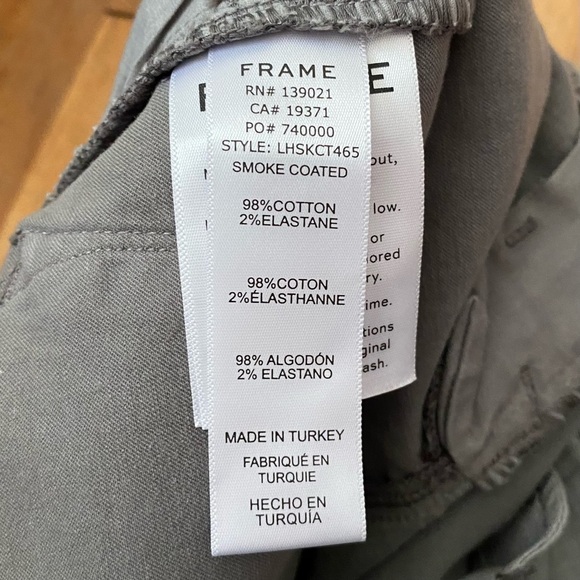 FRAME
RN# 139021
CA# 19371
PO# 740000
STYLE: LHSKCT465
SMOKE COATED
98%COTTON
2%ELASTANE
98%COTON
2%ÉLASTHANNE
98% ALGODÓN
2% ELASTANO
MADE IN TURKEY
FABRIQUÉ EN
TURQUIE
HECHO EN
TURQUÍA
E
out,
low.
or
ored
ry.
ime.
tions
ginal
ash.